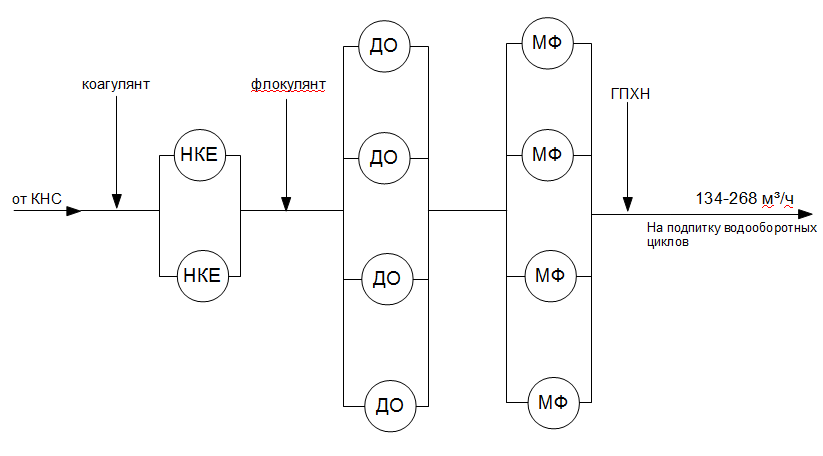 ДО
МФ
коагулянт
флокулянт
ГПХН
НКЕ
ДО
МФ
от КНС
134-268 м³/ч
На подпитку водооборотных
циклов
НКЕ
ДО
МФ
ДО
МФ